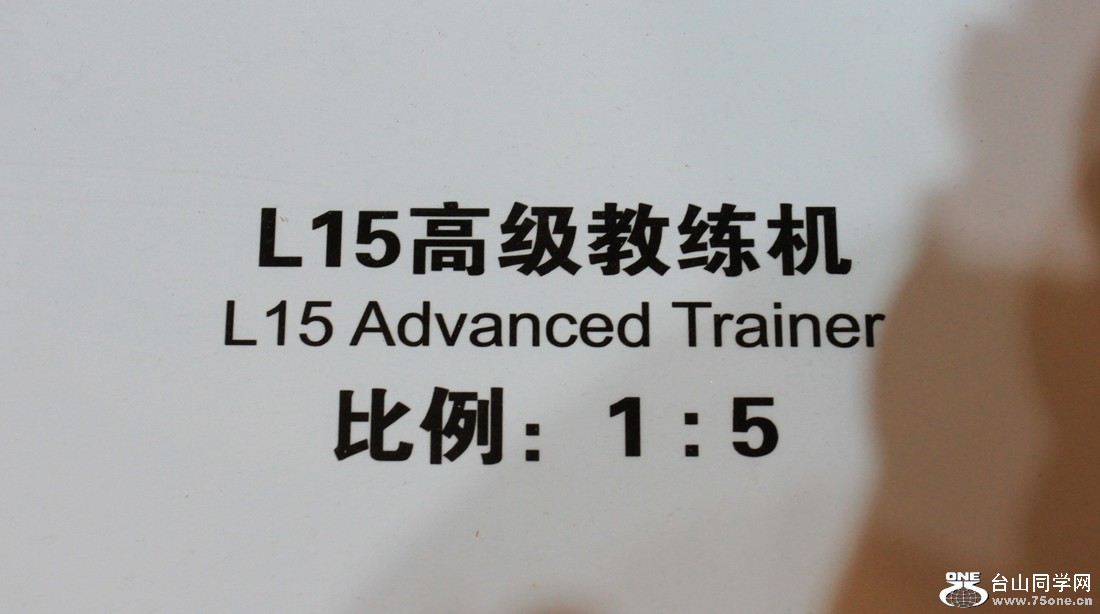 L15高级教练机
L15 Advanced Trainer
比例：1：5
ONE
台山同学网
www.75one.cn